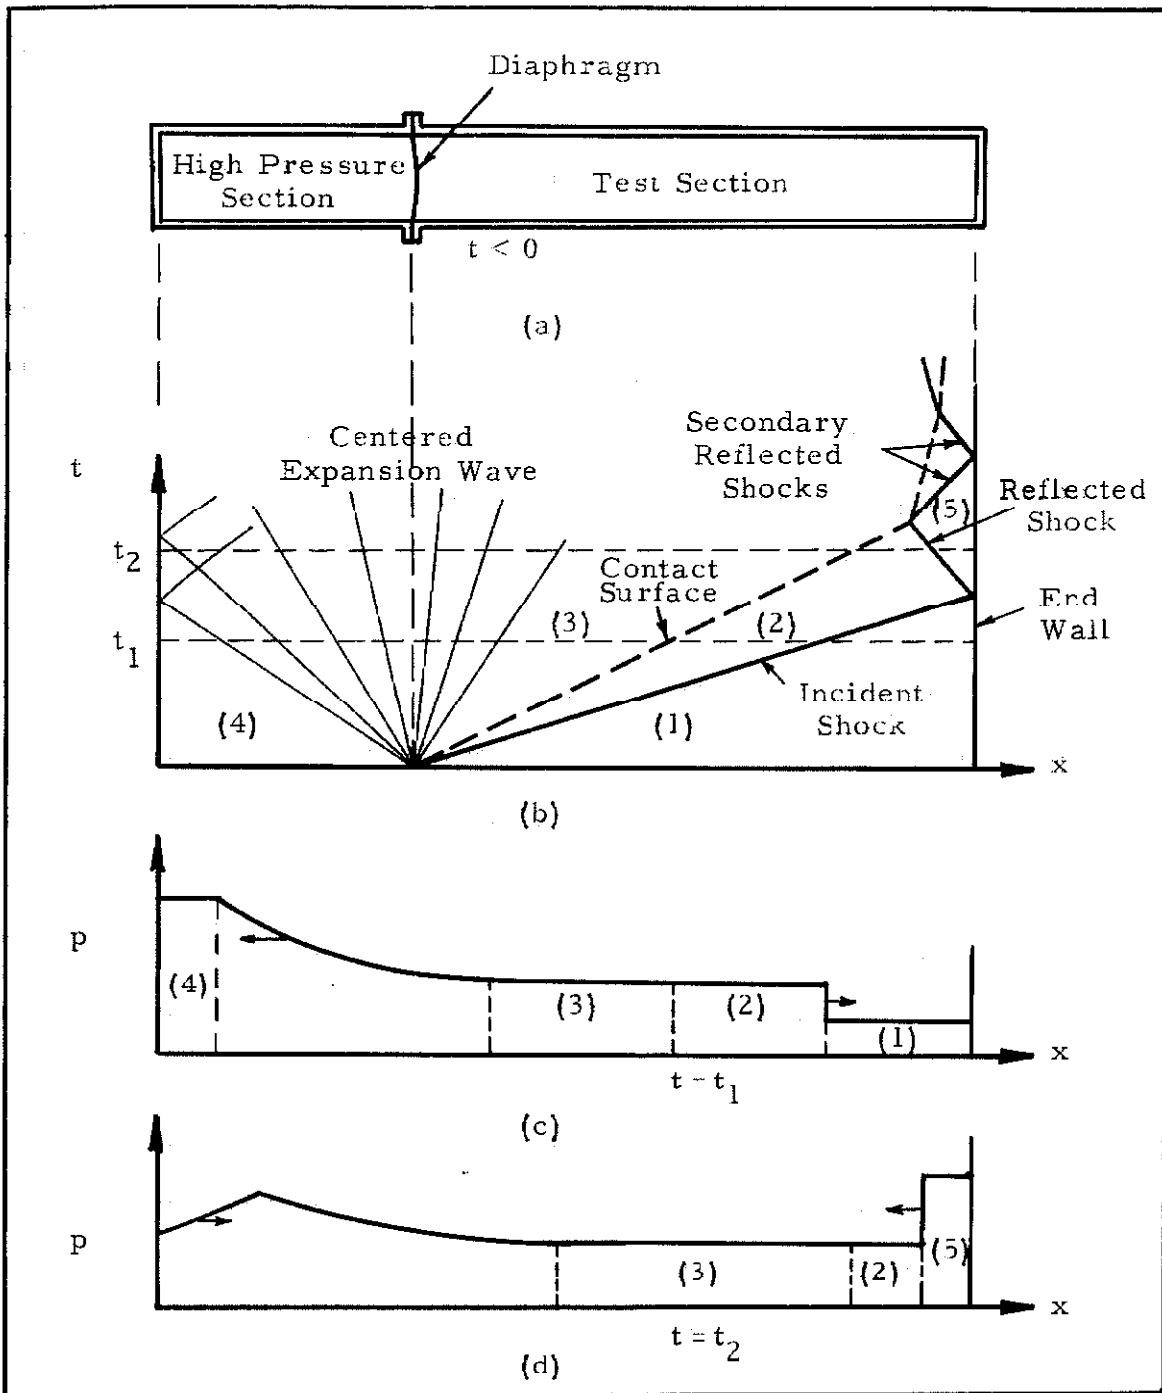 Diaphragm
High Pressure
Section
Test Section
t < 0
(a)
Centered
Expansion Wave
Secondary
Reflected
Shocks
Reflected
Shock
(5)
t
t2
t1
Contact
Surface
(3)
(2)
End
Wall
(4)
(1)
Incident
Shock
x
(b)
p
(4)
(3)
(2)
(1)
x
t - t1
(c)
p
(3)
(2)
(5)
x
t = t2
(d)